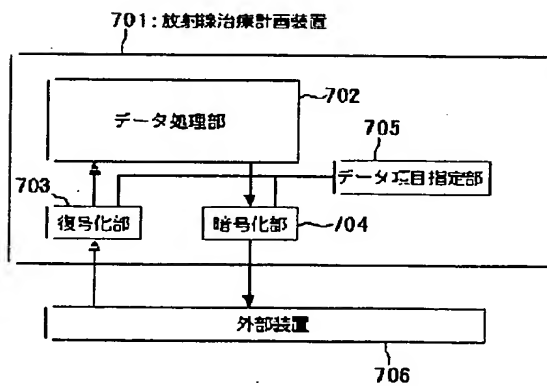 701:放射線治療計画装置
702
データ処理部
705
703
データ項目指定部
復号化部
暗号化部
704
外部装置
706